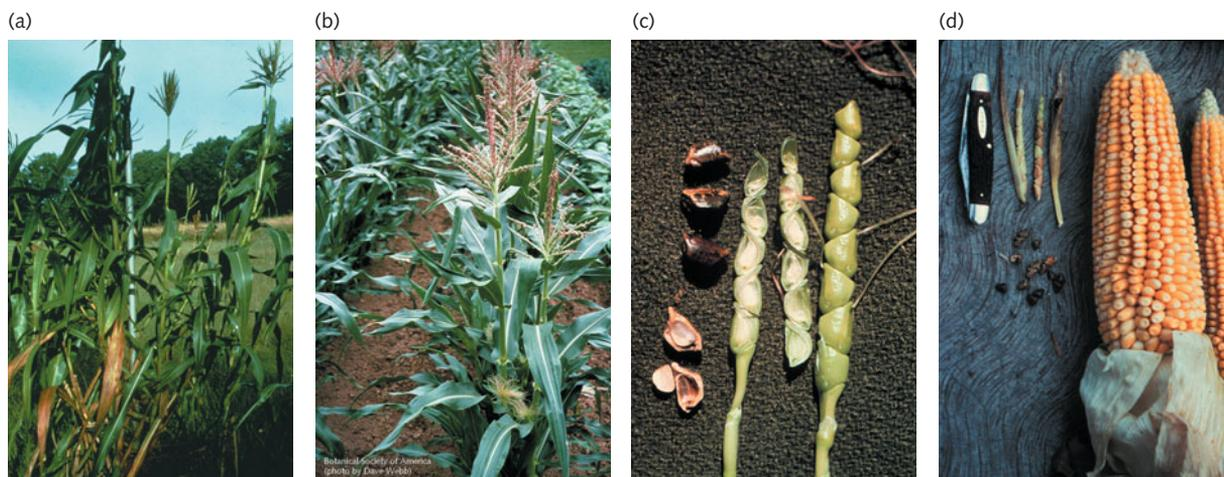 (a)
(b)
(c)
(d)
Botanical Society of America
(photo by Dave Webb)